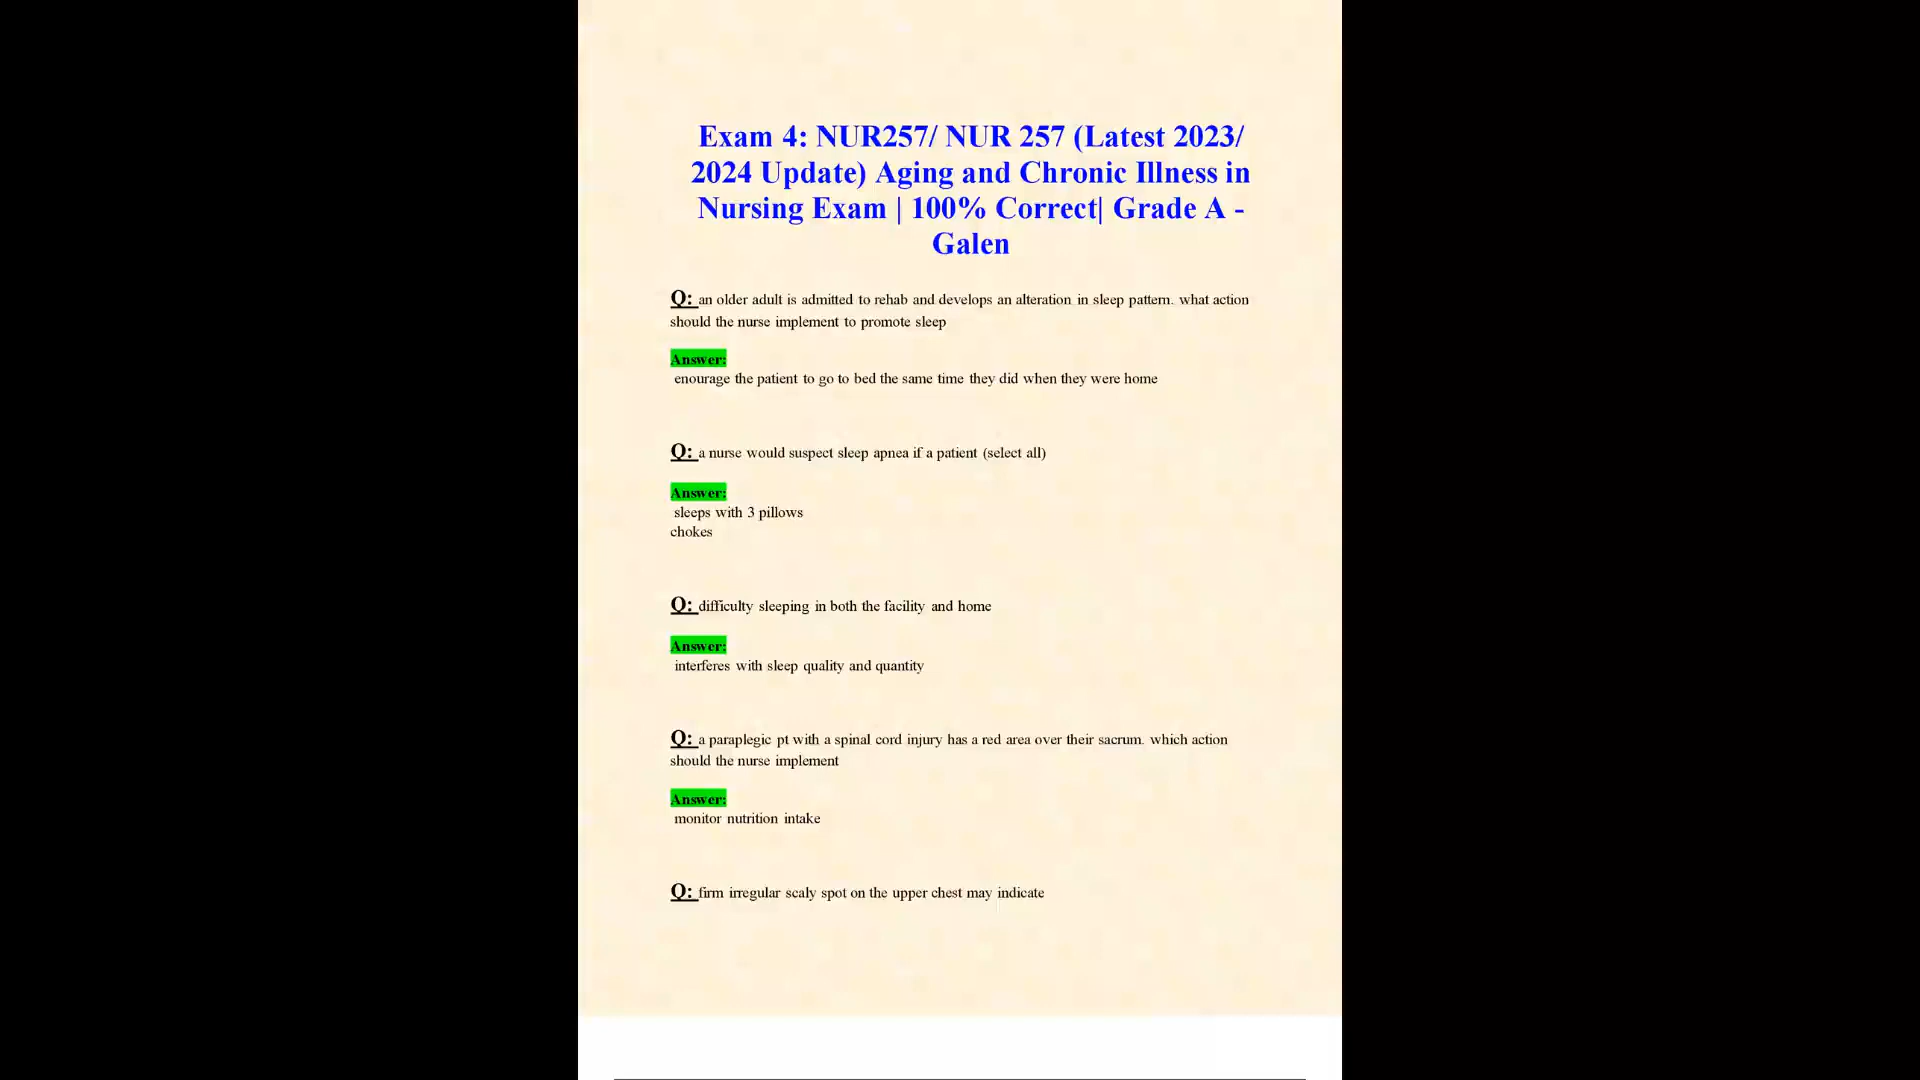 Exam 4: NUR257/ NUR 257 (Latest 2023/
2024 Update) Aging and Chronic Illness in
Nursing Exam | 100% Correct| Grade A -
Galen
Q: an older adult is admitted to rehab and develops an alteration in sleep pattern. what action
should the nurse implement to promote sleep
Answer:
enourage the patient to go to bed the same time they did when they were home
Q: a nurse would suspect sleep apnea if a patient (select all)
Answer:
sleeps with 3 pillows
chokes
Q: difficulty sleeping in both the facility and home
Answer:
interferes with sleep quality and quantity
Q: a paraplegic pt with a spinal cord injury has a red area over their sacrum. which action
should the nurse implement
Answer:
monitor nutrition intake
Q: firm irregular scaly spot on the upper chest may indicate